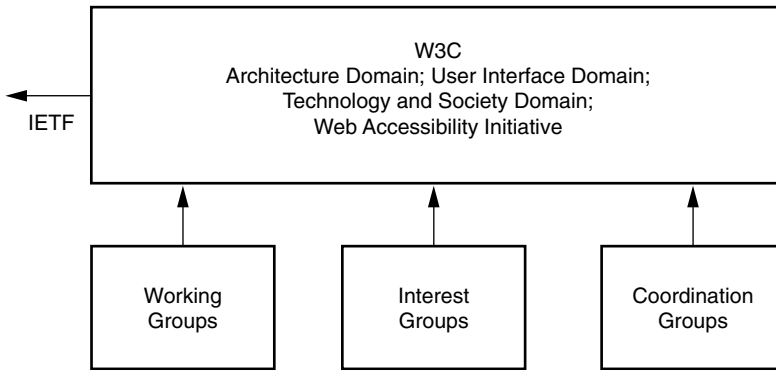 W3C
Architecture Domain; User Interface Domain;
Technology and Society Domain;
Web Accessibility Initiative
IETF
Working
Groups
Interest
Groups
Coordination
Groups